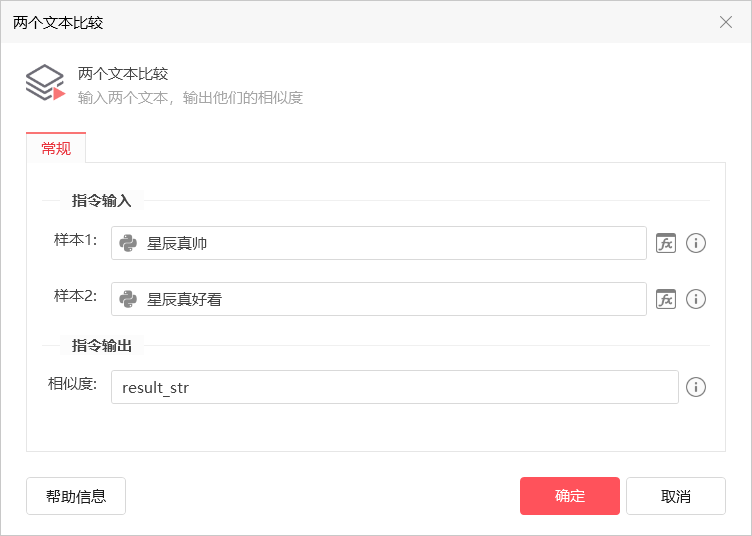 两个文本比较
两个文本比较
输入两个文本，输出他们的相似度
常规
指令输入
样本1:
星辰真帅
fx
样本2:
星辰真好看
fx
指令输出
相似度:
result_str
帮助信息
确定
取消